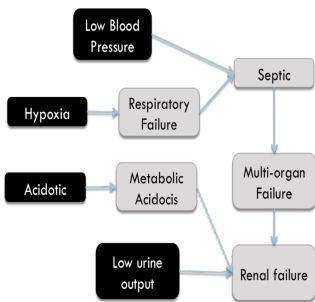 Low Blood
Pressure
Septic
Hypoxia
Respiratory
Failure
Acidotic
Metabolic
Acidocis
Multi-organ
Failure
Low urine
output
Renal failure